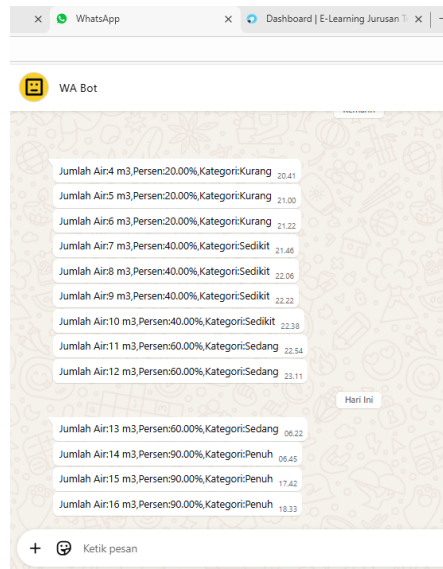 WhatsApp
Dashboard | E-Learning Jurusan
WA Bot
Jumlah Air:4 m3,Persen:20.00%,Kategori:Kurang 20.41
Jumlah Air:5 m3,Persen:20.00%,Kategori:Kurang 21.00
Jumlah Air:6 m3,Persen:20.00%,Kategori:Kurang 21.22
Jumlah Air:7 m3,Persen:40.00%,Kategori:Sedikit 21.46
Jumlah Air:8 m3,Persen:40.00%,Kategori:Sedikit 22.06
Jumlah Air:9 m3,Persen:40.00%,Kategori:Sedikit 22.22
Jumlah Air:10 m3,Persen:40.00%,Kategori:Sedikit 22.38
Jumlah Air:11 m3,Persen:60.00%,Kategori:Sedang 22.54
Jumlah Air:12 m3,Persen:60.00%,Kategori:Sedang 23.11
Hari Ini
Jumlah Air:13 m3,Persen:60.00%,Kategori:Sedang 06.22
Jumlah Air:14 m3,Persen:90.00%,Kategori:Penuh 06.45
Jumlah Air:15 m3,Persen:90.00%,Kategori:Penuh 17.42
Jumlah Air:16 m3,Persen:90.00%,Kategori:Penuh 18.33
Ketik pesan